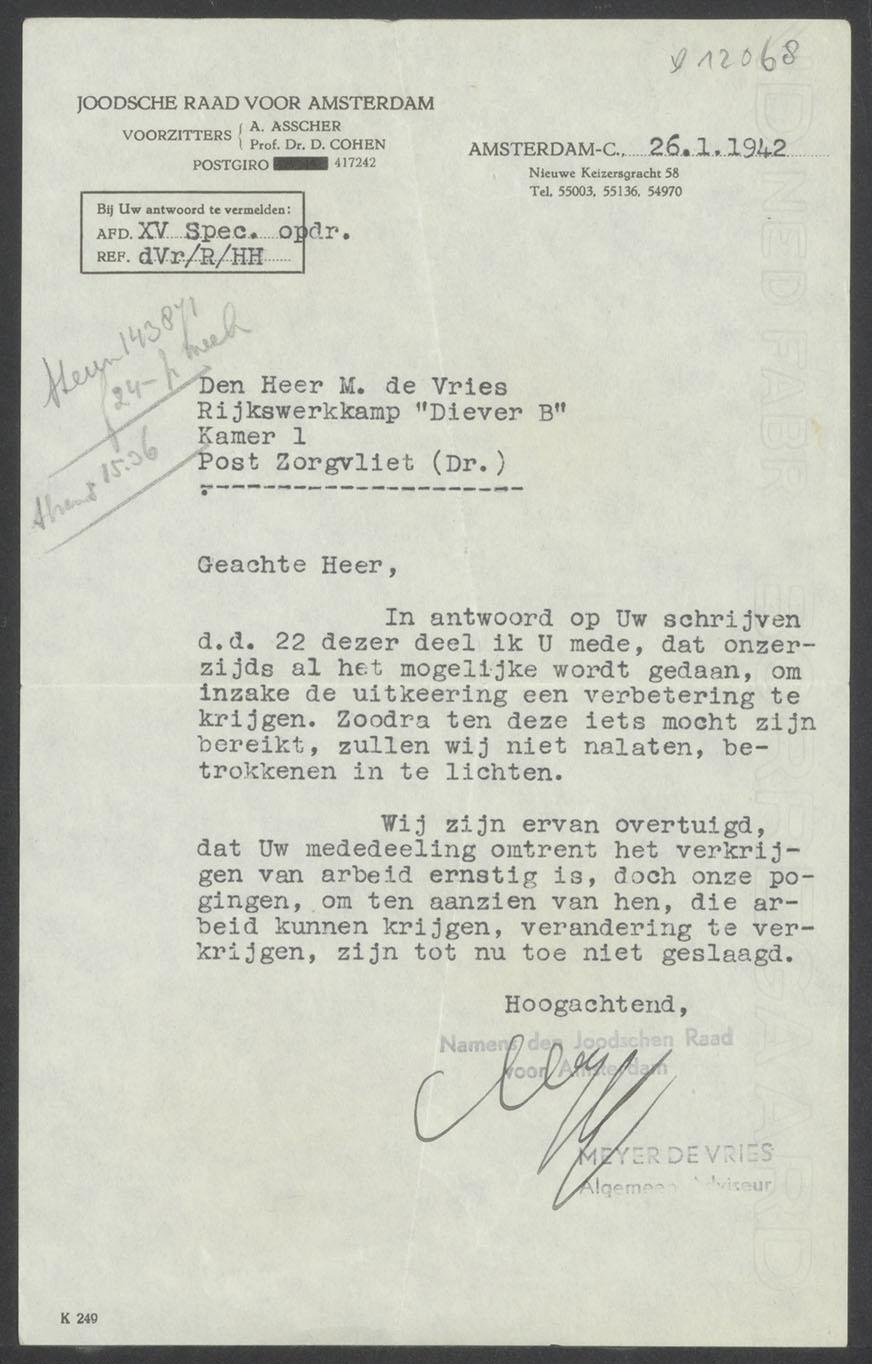 12068
JOODSCHE RAAD VOOR AMSTERDAM
VOORZITTERS { A. ASSCHER
Prof. Dr. D. COHEN
POSTGIRO 417242
AMSTERDAM-C., 26.1.1942
Nieuwe Keizersgracht 58
Tel. 55003, 55136, 54970
Bij Uw antwoord te vermelden:
AFD. XV Spec. opdr.
REF. dVr/R/HH
143871
24-
15.36
Den Heer M. de Vries
Rijkswerkkamp "Diever B"
Kamer 1
Post Zorgvliet (Dr.)
Geachte Heer,
In antwoord op Uw schrijven
d.d. 22 dezer deel ik U mede, dat onzer-
zijds al het mogelijke wordt gedaan, om
inzake de uitkeering een verbetering te
krijgen. Zoodra ten deze iets mocht zijn
bereikt, zullen wij niet nalaten, be-
trokkenen in te lichten.
Wij zijn ervan overtuigd,
dat Uw mededeeling omtrent het verkrij-
gen van arbeid ernstig is, doch onze po-
gingen, om ten aanzien van hen, die ar-
beid kunnen krijgen, verandering te ver-
krijgen, zijn tot nu toe niet geslaagd.
Hoogachtend,
Namens den Joodschen Raad
voor Amsterdam
MEYER DE VRIES
Algemeen Adviseur
K 249